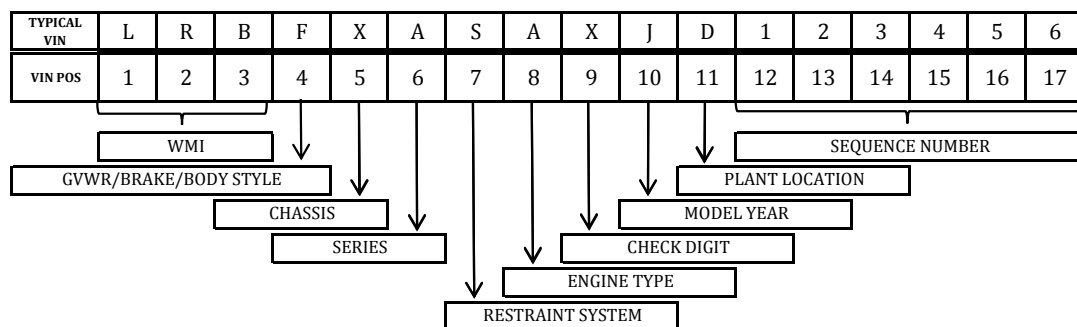 TYPICAL VIN L R B F X A S A X J D 1 2 3 4 5 6
VIN POS 1 2 3 4 5 6 7 8 9 10 11 12 13 14 15 16 17
WMI SEQUENCE NUMBER
GVWR/BRAKE/BODY STYLE PLANT LOCATION
CHASSIS MODEL YEAR
SERIES CHECK DIGIT
ENGINE TYPE
RESTRAINT SYSTEM